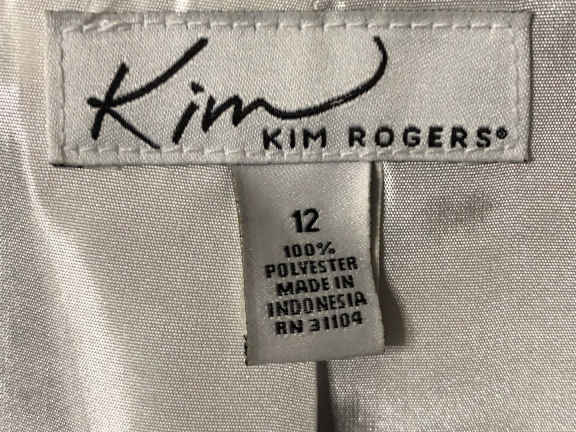 Kim
KIM ROGERS®
12
100%
POLYESTER
MADE IN
INDONESIA
RN 31104